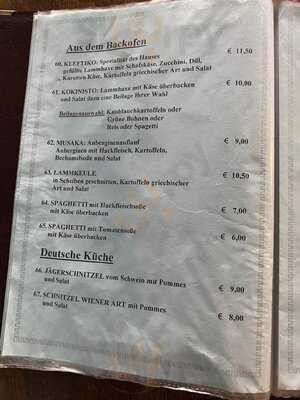 Aus dem Backofen
60. KLEFTIKO: Spezialität des Hauses € 11,50
gefüllte Lammhaxe mit Schafskäse, Zucchini, Dill,
Karotten Käse, Kartoffeln griechischer Art und Salat
61. KOKINISTO: Lammhaxe mit Käse überbacken € 10,00
und Salat dazu eine Beilage Ihrer Wahl
Beilagenauswahl: Knoblauchkartoffeln oder
Grüne Bohnen oder
Reis oder Spagetti
62. MUSAKA: Auberginenauflauf € 9,00
Auberginen mit Hackfleisch, Kartoffeln,
Bechamelsoße und Salat
63. LAMMKEULE € 10,50
in Scheiben geschnitten, Kartoffeln griechischer
Art und Salat
64. SPAGHETTI mit Hackfleischsoße € 7,00
mit Käse überbacken
65. SPAGHETTI mit Tomatensoße € 6,00
mit Käse überbacken
Deutsche Küche
66. JÄGERSCHNITZEL vom Schwein mit Pommes € 9,00
und Salat
67. SCHNITZEL WIENER ART mit Pommes € 8,00
und Salat